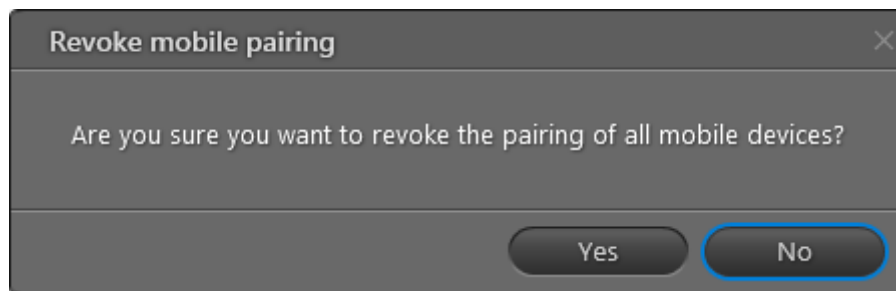 Revoke mobile pairing
Are you sure you want to revoke the pairing of all mobile devices?
Yes No